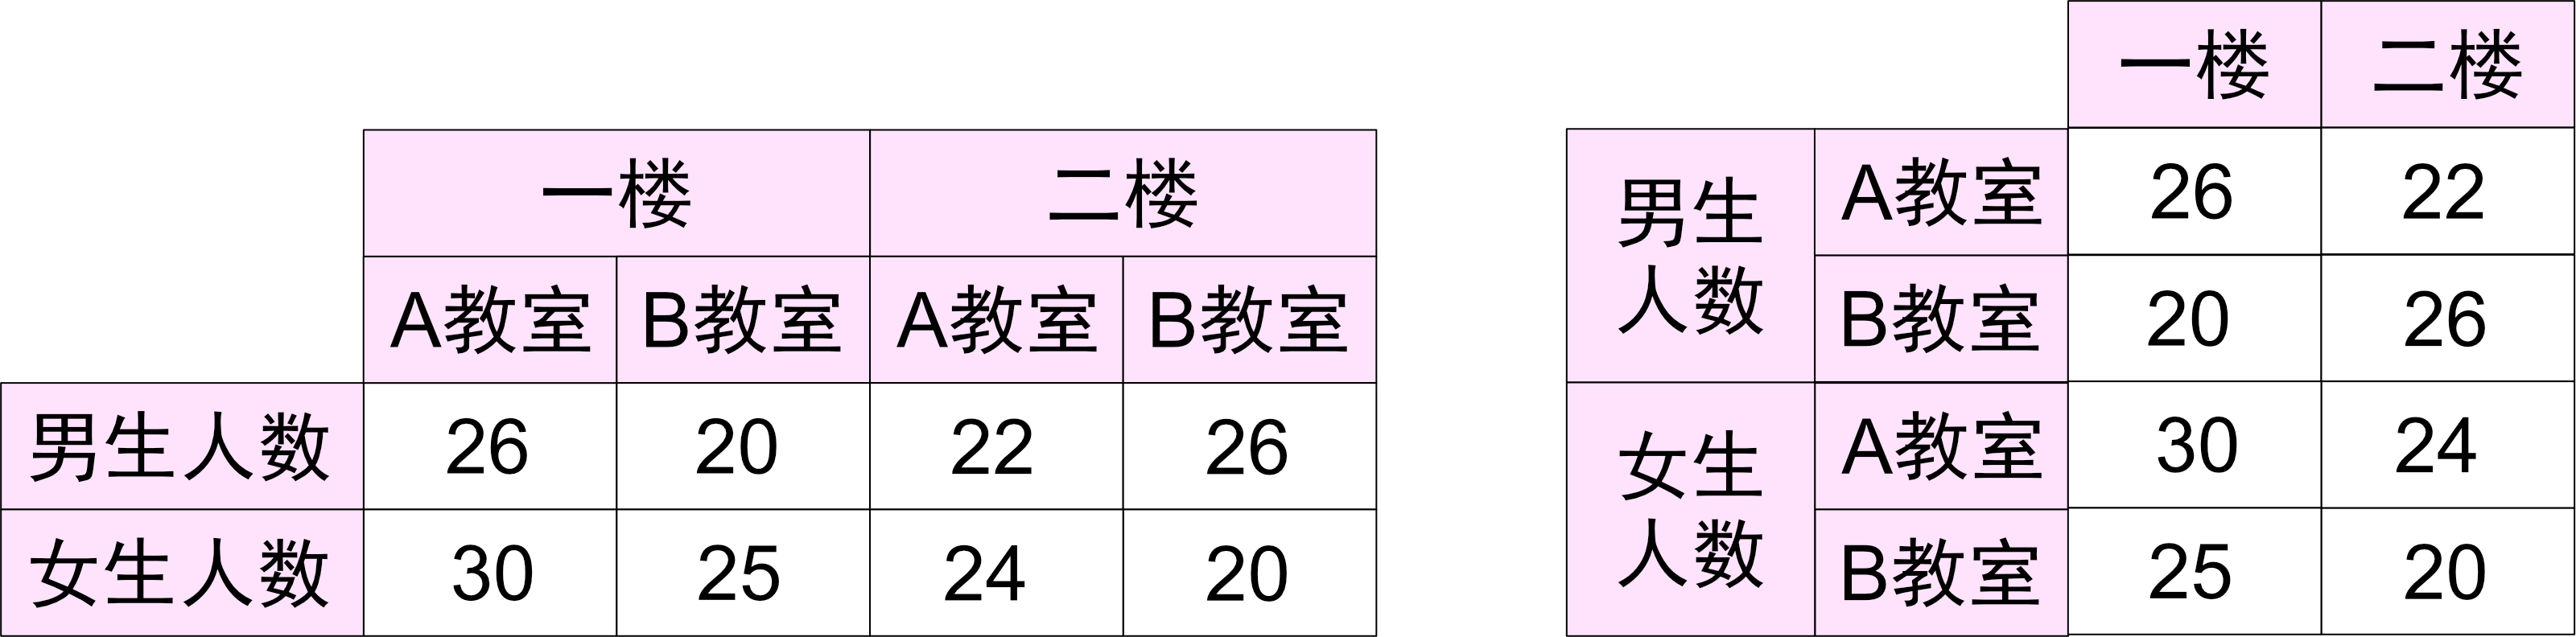 一楼 二楼
A教室 B教室 A教室 B教室
男生人数 26 20 22 26
女生人数 30 25 24 20
一楼 二楼
男生
人数
A教室 26 22
B教室 20 26
女生
人数
A教室 30 24
B教室 25 20